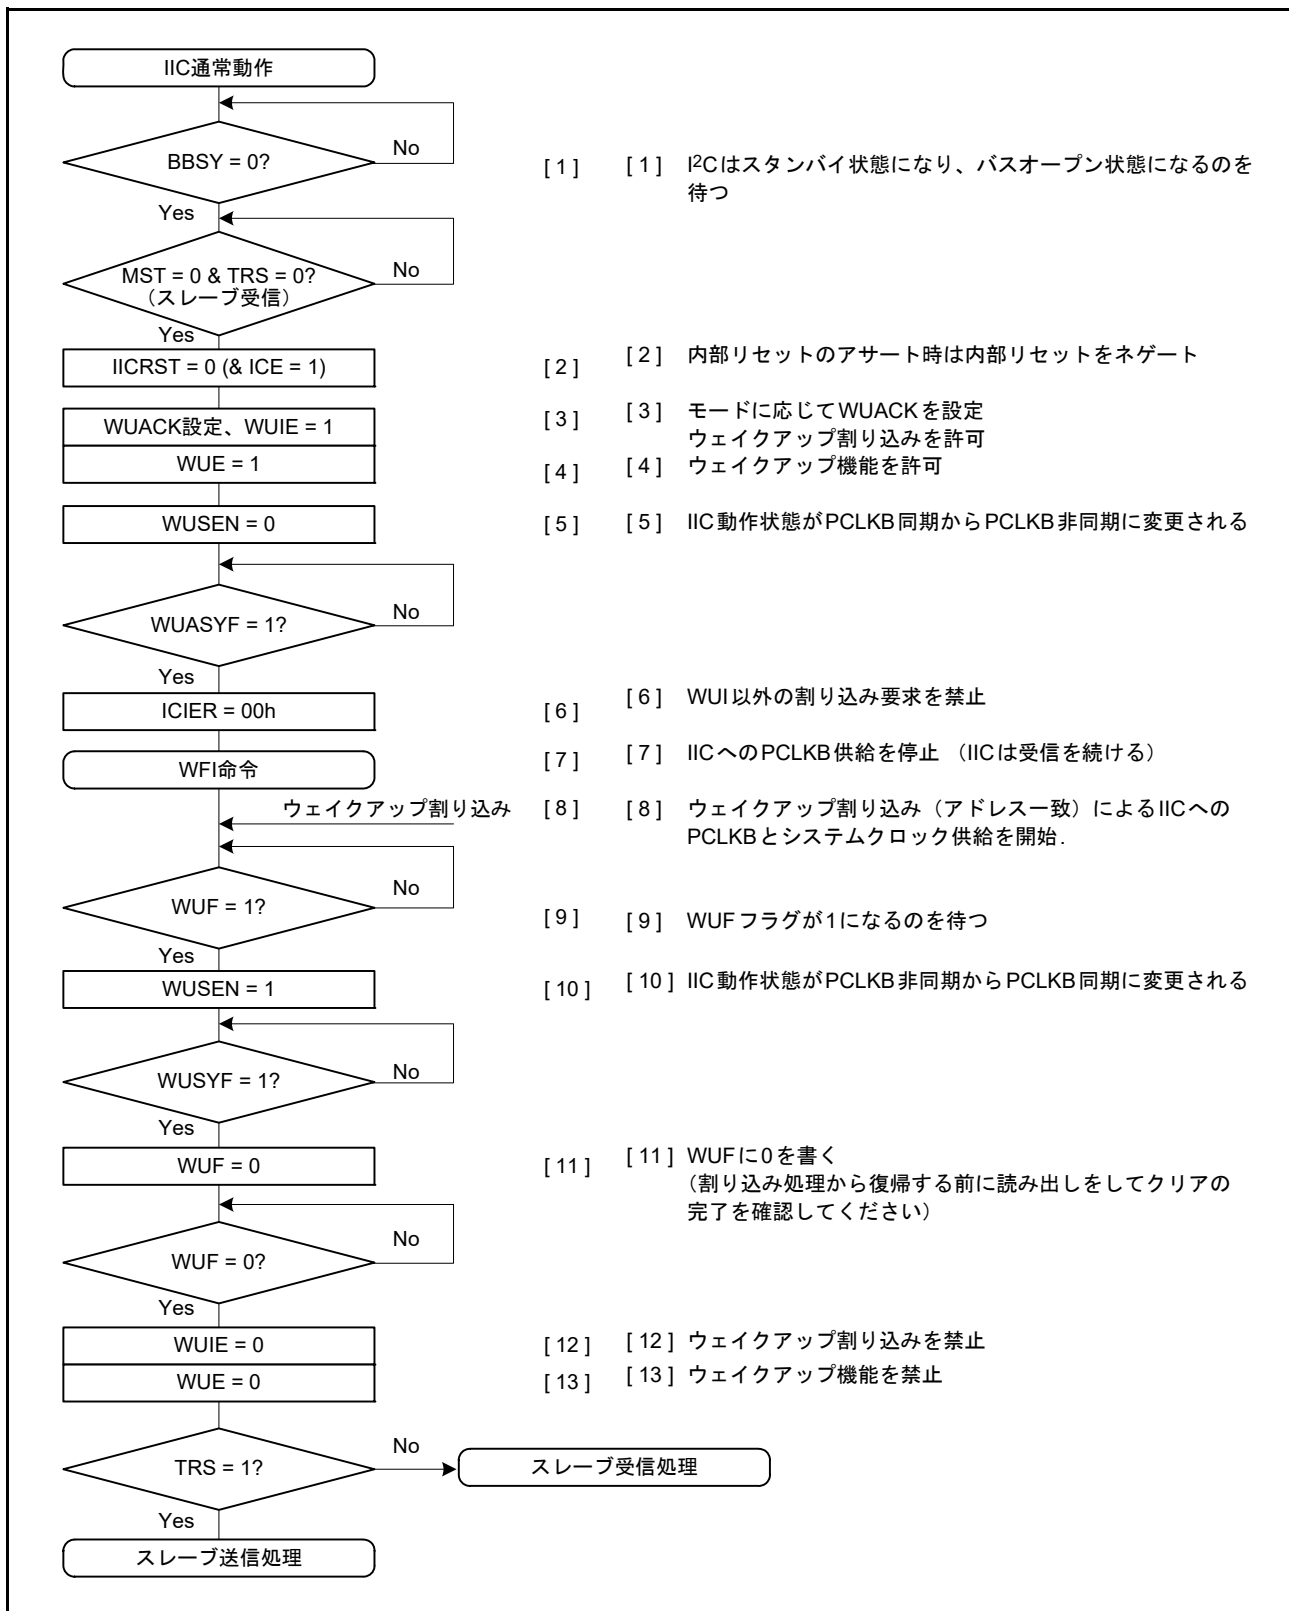 IIC通常動作
BBSY = 0?
No
[ 1 ]
[ 1 ] I²Cはスタンバイ状態になり、バスオープン状態になるのを
待つ
Yes
MST = 0 & TRS = 0?
（スレーブ受信）
No
Yes
IICRST = 0 (& ICE = 1)
[ 2 ]
[ 2 ] 内部リセットのアサート時は内部リセットをネゲート
WUACK設定、WUIE = 1
[ 3 ]
[ 3 ] モードに応じてWUACKを設定
ウェイクアップ割り込みを許可
WUE = 1
[ 4 ]
[ 4 ] ウェイクアップ機能を許可
WUSEN = 0
[ 5 ]
[ 5 ] IIC動作状態がPCLKB同期からPCLKB非同期に変更される
WUASYF = 1?
No
Yes
ICIER = 00h
[ 6 ]
[ 6 ] WUI以外の割り込み要求を禁止
WFI命令
[ 7 ]
[ 7 ] IICへのPCLKB供給を停止 （IICは受信を続ける）
ウェイクアップ割り込み
[ 8 ]
[ 8 ] ウェイクアップ割り込み（アドレス一致）によるIICへの
PCLKBとシステムクロック供給を開始.
WUF = 1?
No
[ 9 ]
[ 9 ] WUFフラグが1になるのを待つ
Yes
WUSEN = 1
[ 10 ]
[ 10 ] IIC動作状態がPCLKB非同期からPCLKB同期に変更される
WUSYF = 1?
No
Yes
WUF = 0
[ 11 ]
[ 11 ] WUFに0を書く
（割り込み処理から復帰する前に読み出しをしてクリアの
完了を確認してください）
WUF = 0?
No
Yes
WUIE = 0
[ 12 ]
[ 12 ] ウェイクアップ割り込みを禁止
WUE = 0
[ 13 ]
[ 13 ] ウェイクアップ機能を禁止
TRS = 1?
No
スレーブ受信処理
Yes
スレーブ送信処理